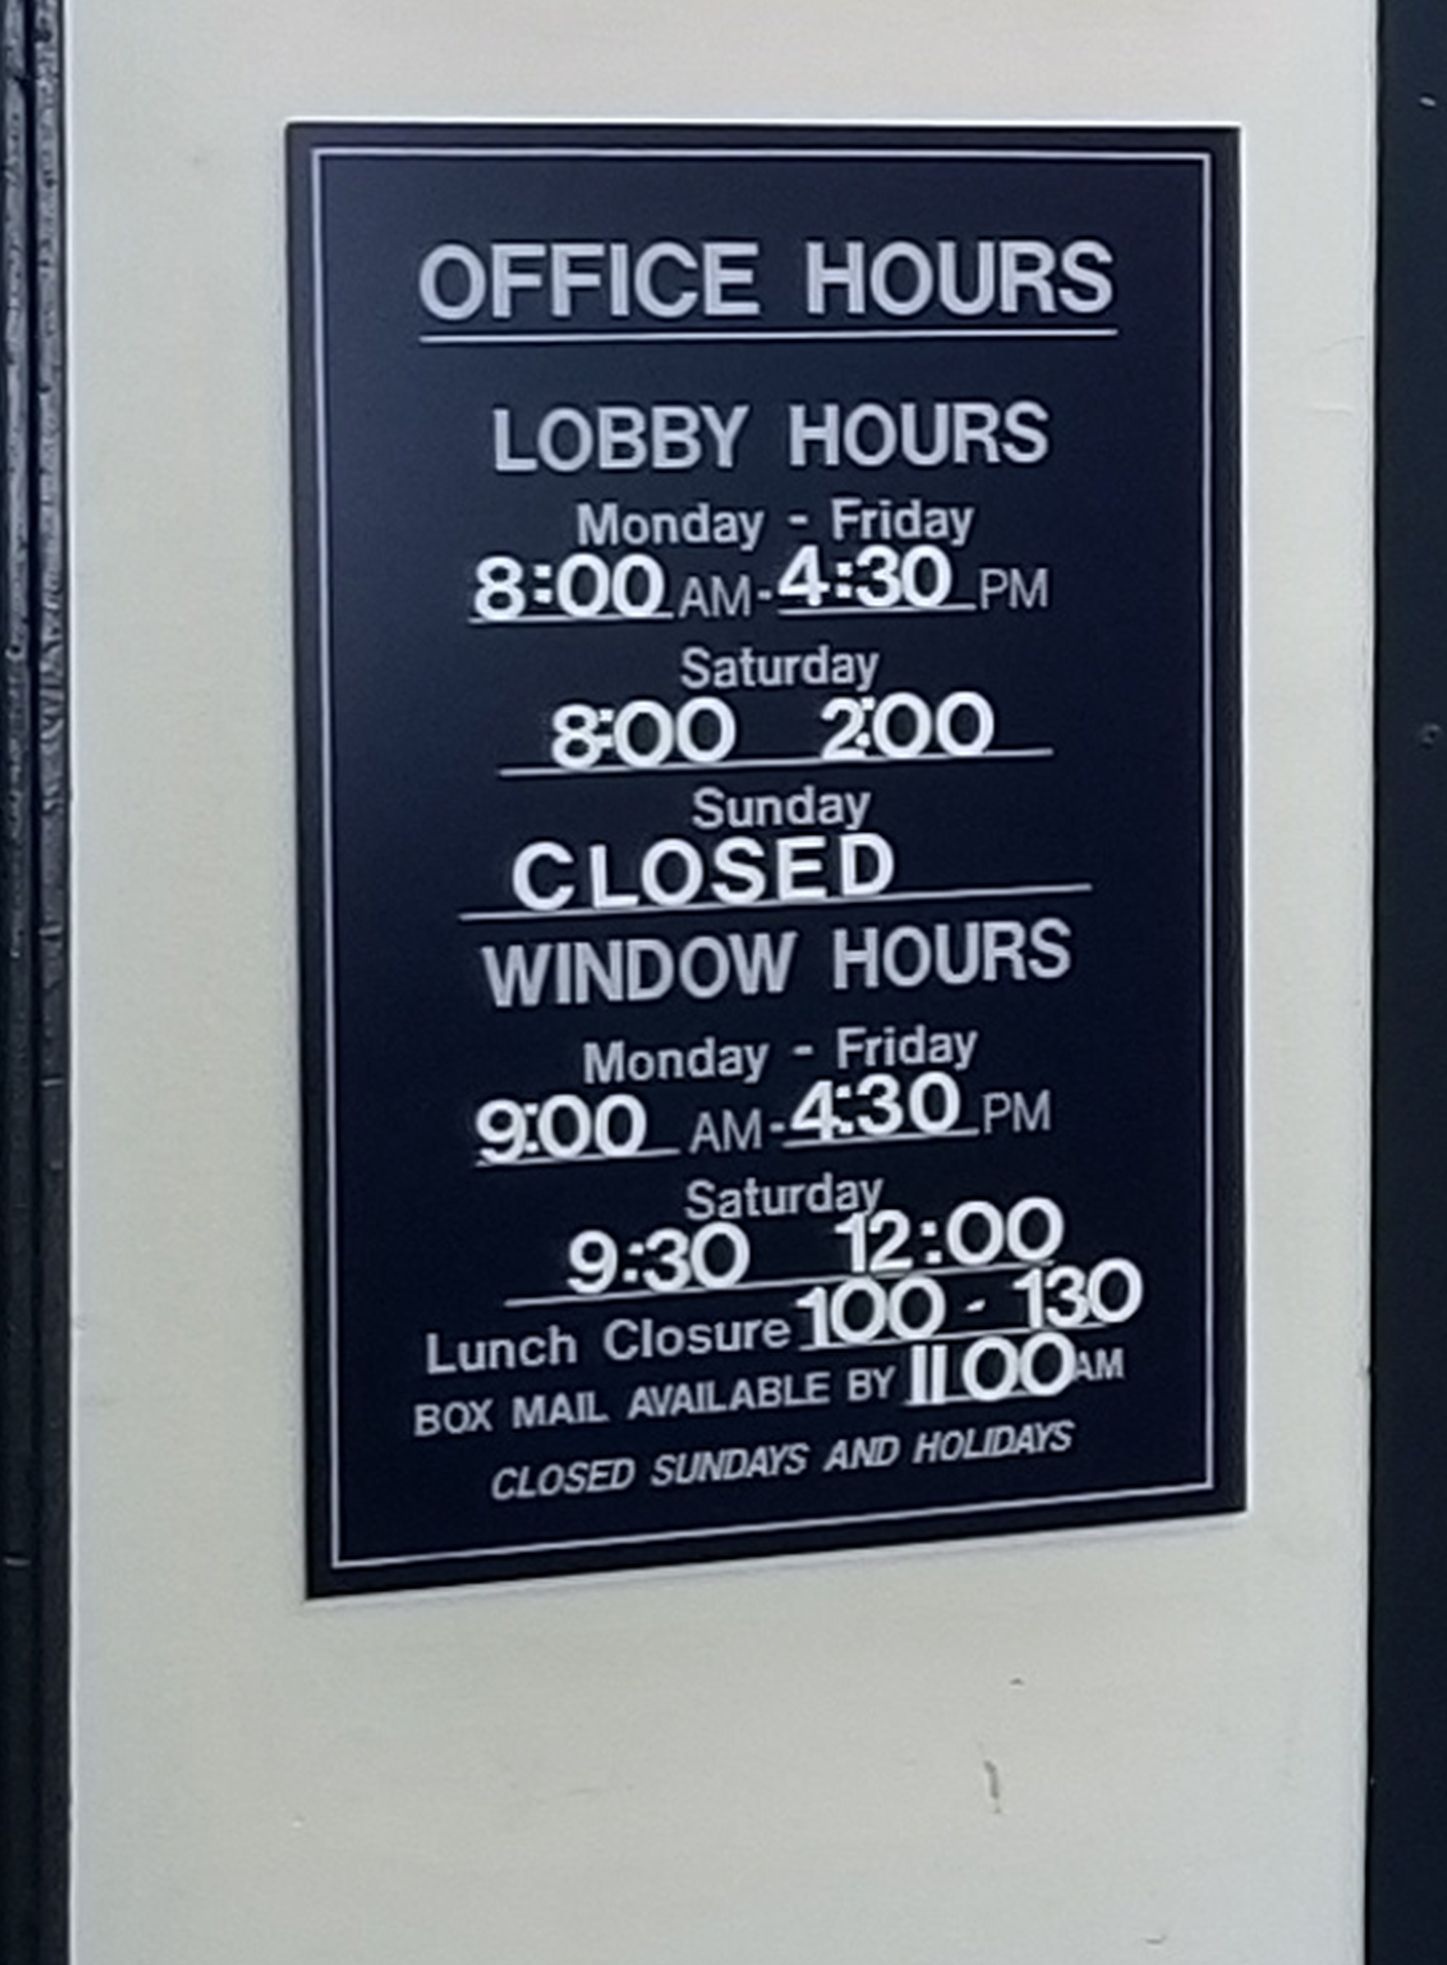 OFFICE HOURS
LOBBY HOURS
Monday - Friday
8:00 AM - 4:30 PM
Saturday
8:00 2:00
Sunday
CLOSED
WINDOW HOURS
Monday - Friday
9:00 AM - 4:30 PM
Saturday
9:30 12:00
Lunch Closure 100 - 130
BOX MAIL AVAILABLE BY 11 00 AM
CLOSED SUNDAYS AND HOLIDAYS